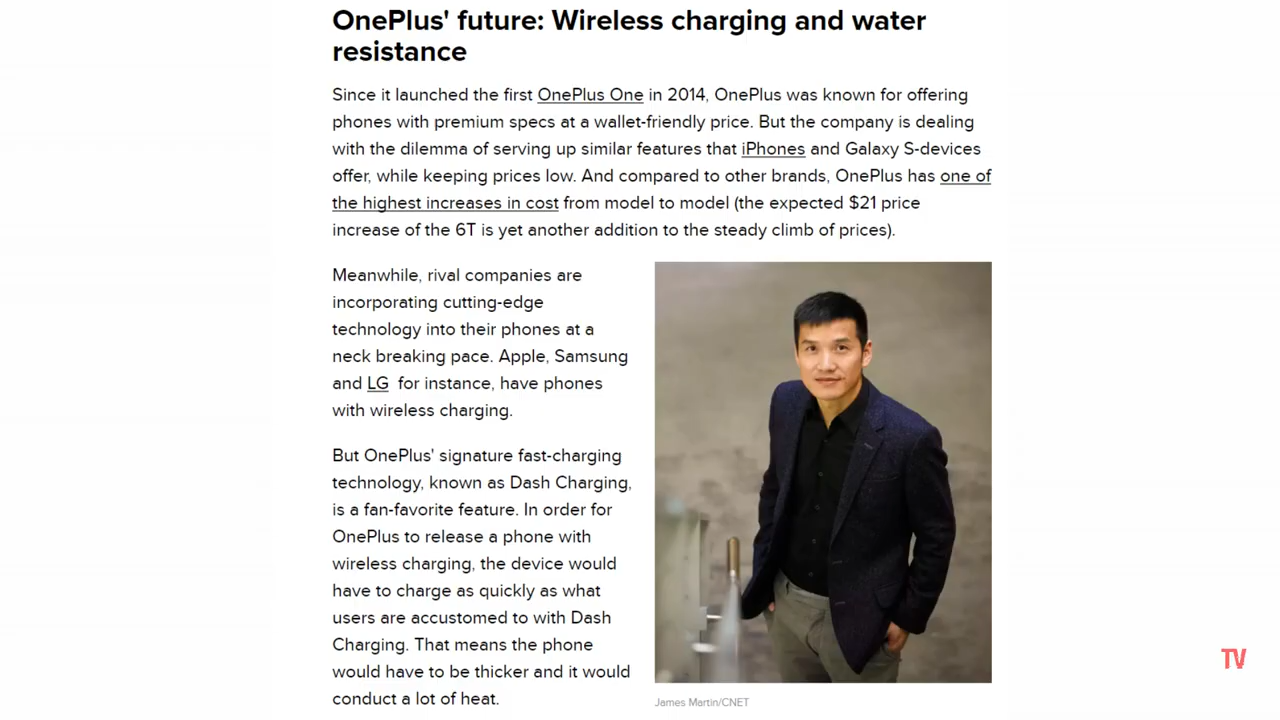 OnePlus' future: Wireless charging and water
resistance
Since it launched the first OnePlus One in 2014, OnePlus was known for offering
phones with premium specs at a wallet-friendly price. But the company is dealing
with the dilemma of serving up similar features that iPhones and Galaxy S-devices
offer, while keeping prices low. And compared to other brands, OnePlus has one of
the highest increases in cost from model to model (the expected $21 price
increase of the 6T is yet another addition to the steady climb of prices).
Meanwhile, rival companies are
incorporating cutting-edge
technology into their phones at a
neck breaking pace. Apple, Samsung
and LG for instance, have phones
with wireless charging.
But OnePlus' signature fast-charging
technology, known as Dash Charging,
is a fan-favorite feature. In order for
OnePlus to release a phone with
wireless charging, the device would
have to charge as quickly as what
users are accustomed to with Dash
Charging. That means the phone
would have to be thicker and it would
conduct a lot of heat.
James Martin/CNET
TV